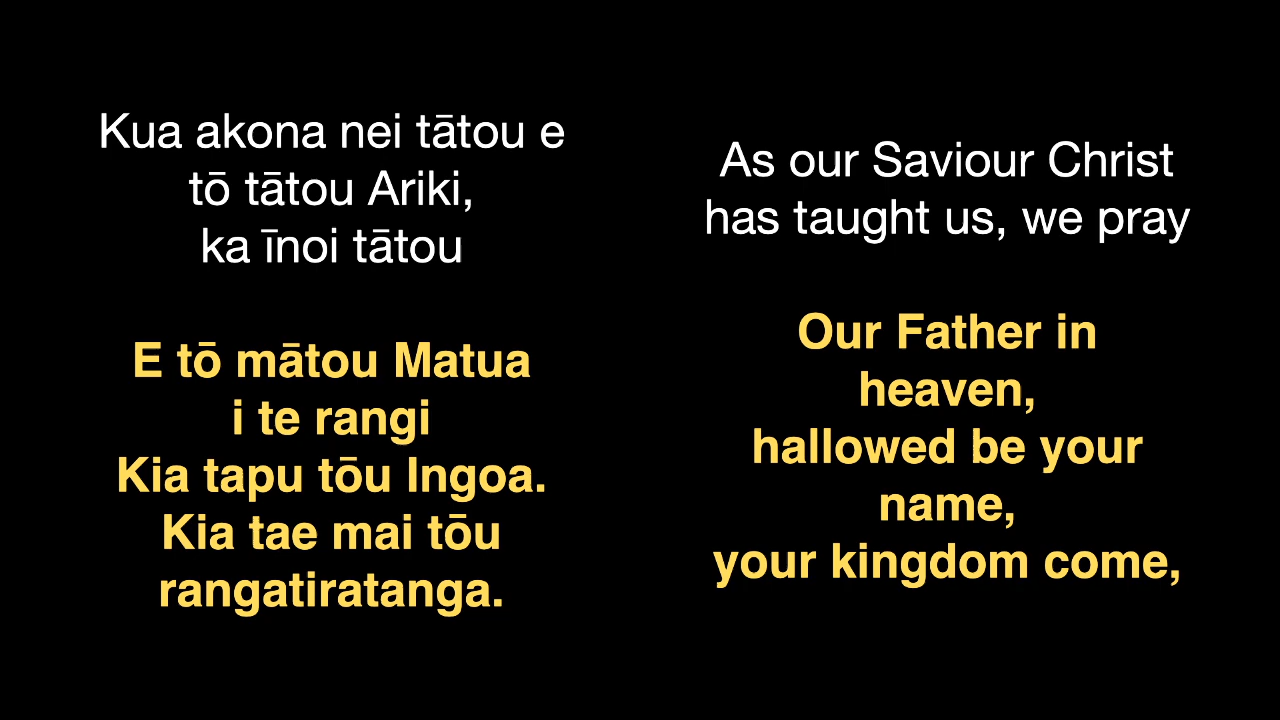 Kua akona nei tātou e
tō tātou Ariki,
ka īnoi tātou
E tō mātou Matua
i te rangi
Kia tapu tōu Ingoa.
Kia tae mai tōu
rangatiratanga.
As our Saviour Christ
has taught us, we pray
Our Father in
heaven,
hallowed be your
name,
your kingdom come,